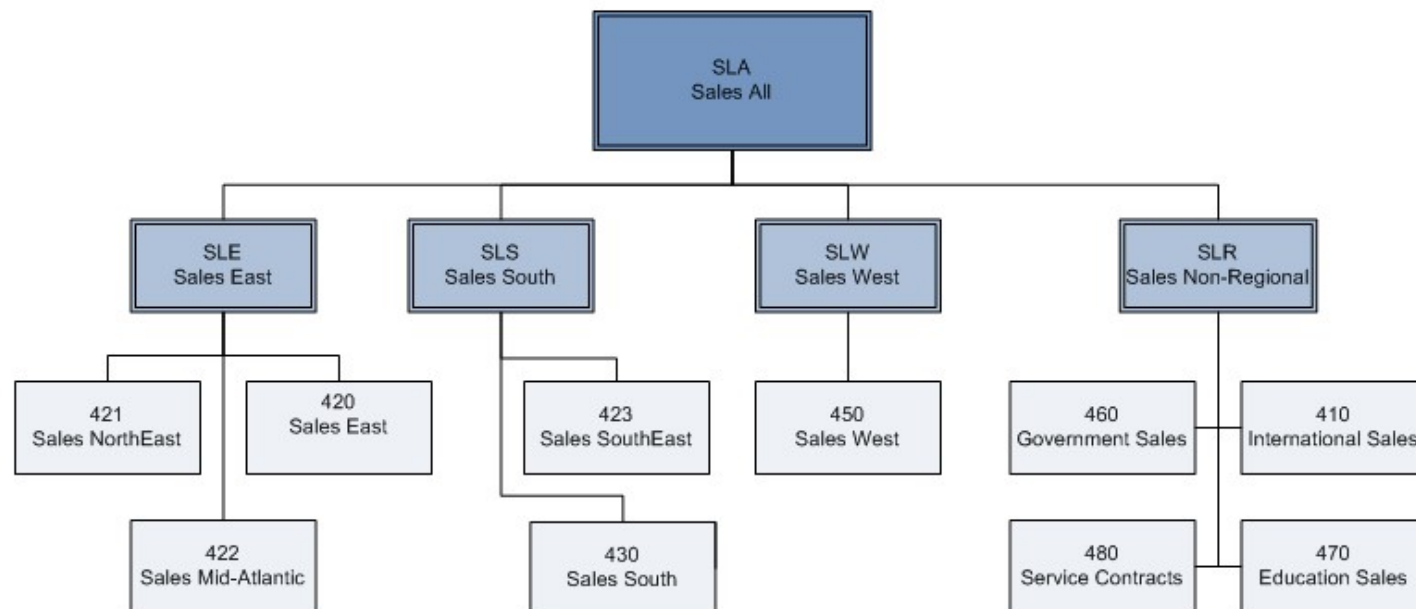 SLA
Sales All
SLE
Sales East
SLS
Sales South
SLW
Sales West
SLR
Sales Non-Regional
421
Sales NorthEast
420
Sales East
423
Sales SouthEast
450
Sales West
460
Government Sales
410
International Sales
422
Sales Mid-Atlantic
430
Sales South
480
Service Contracts
470
Education Sales